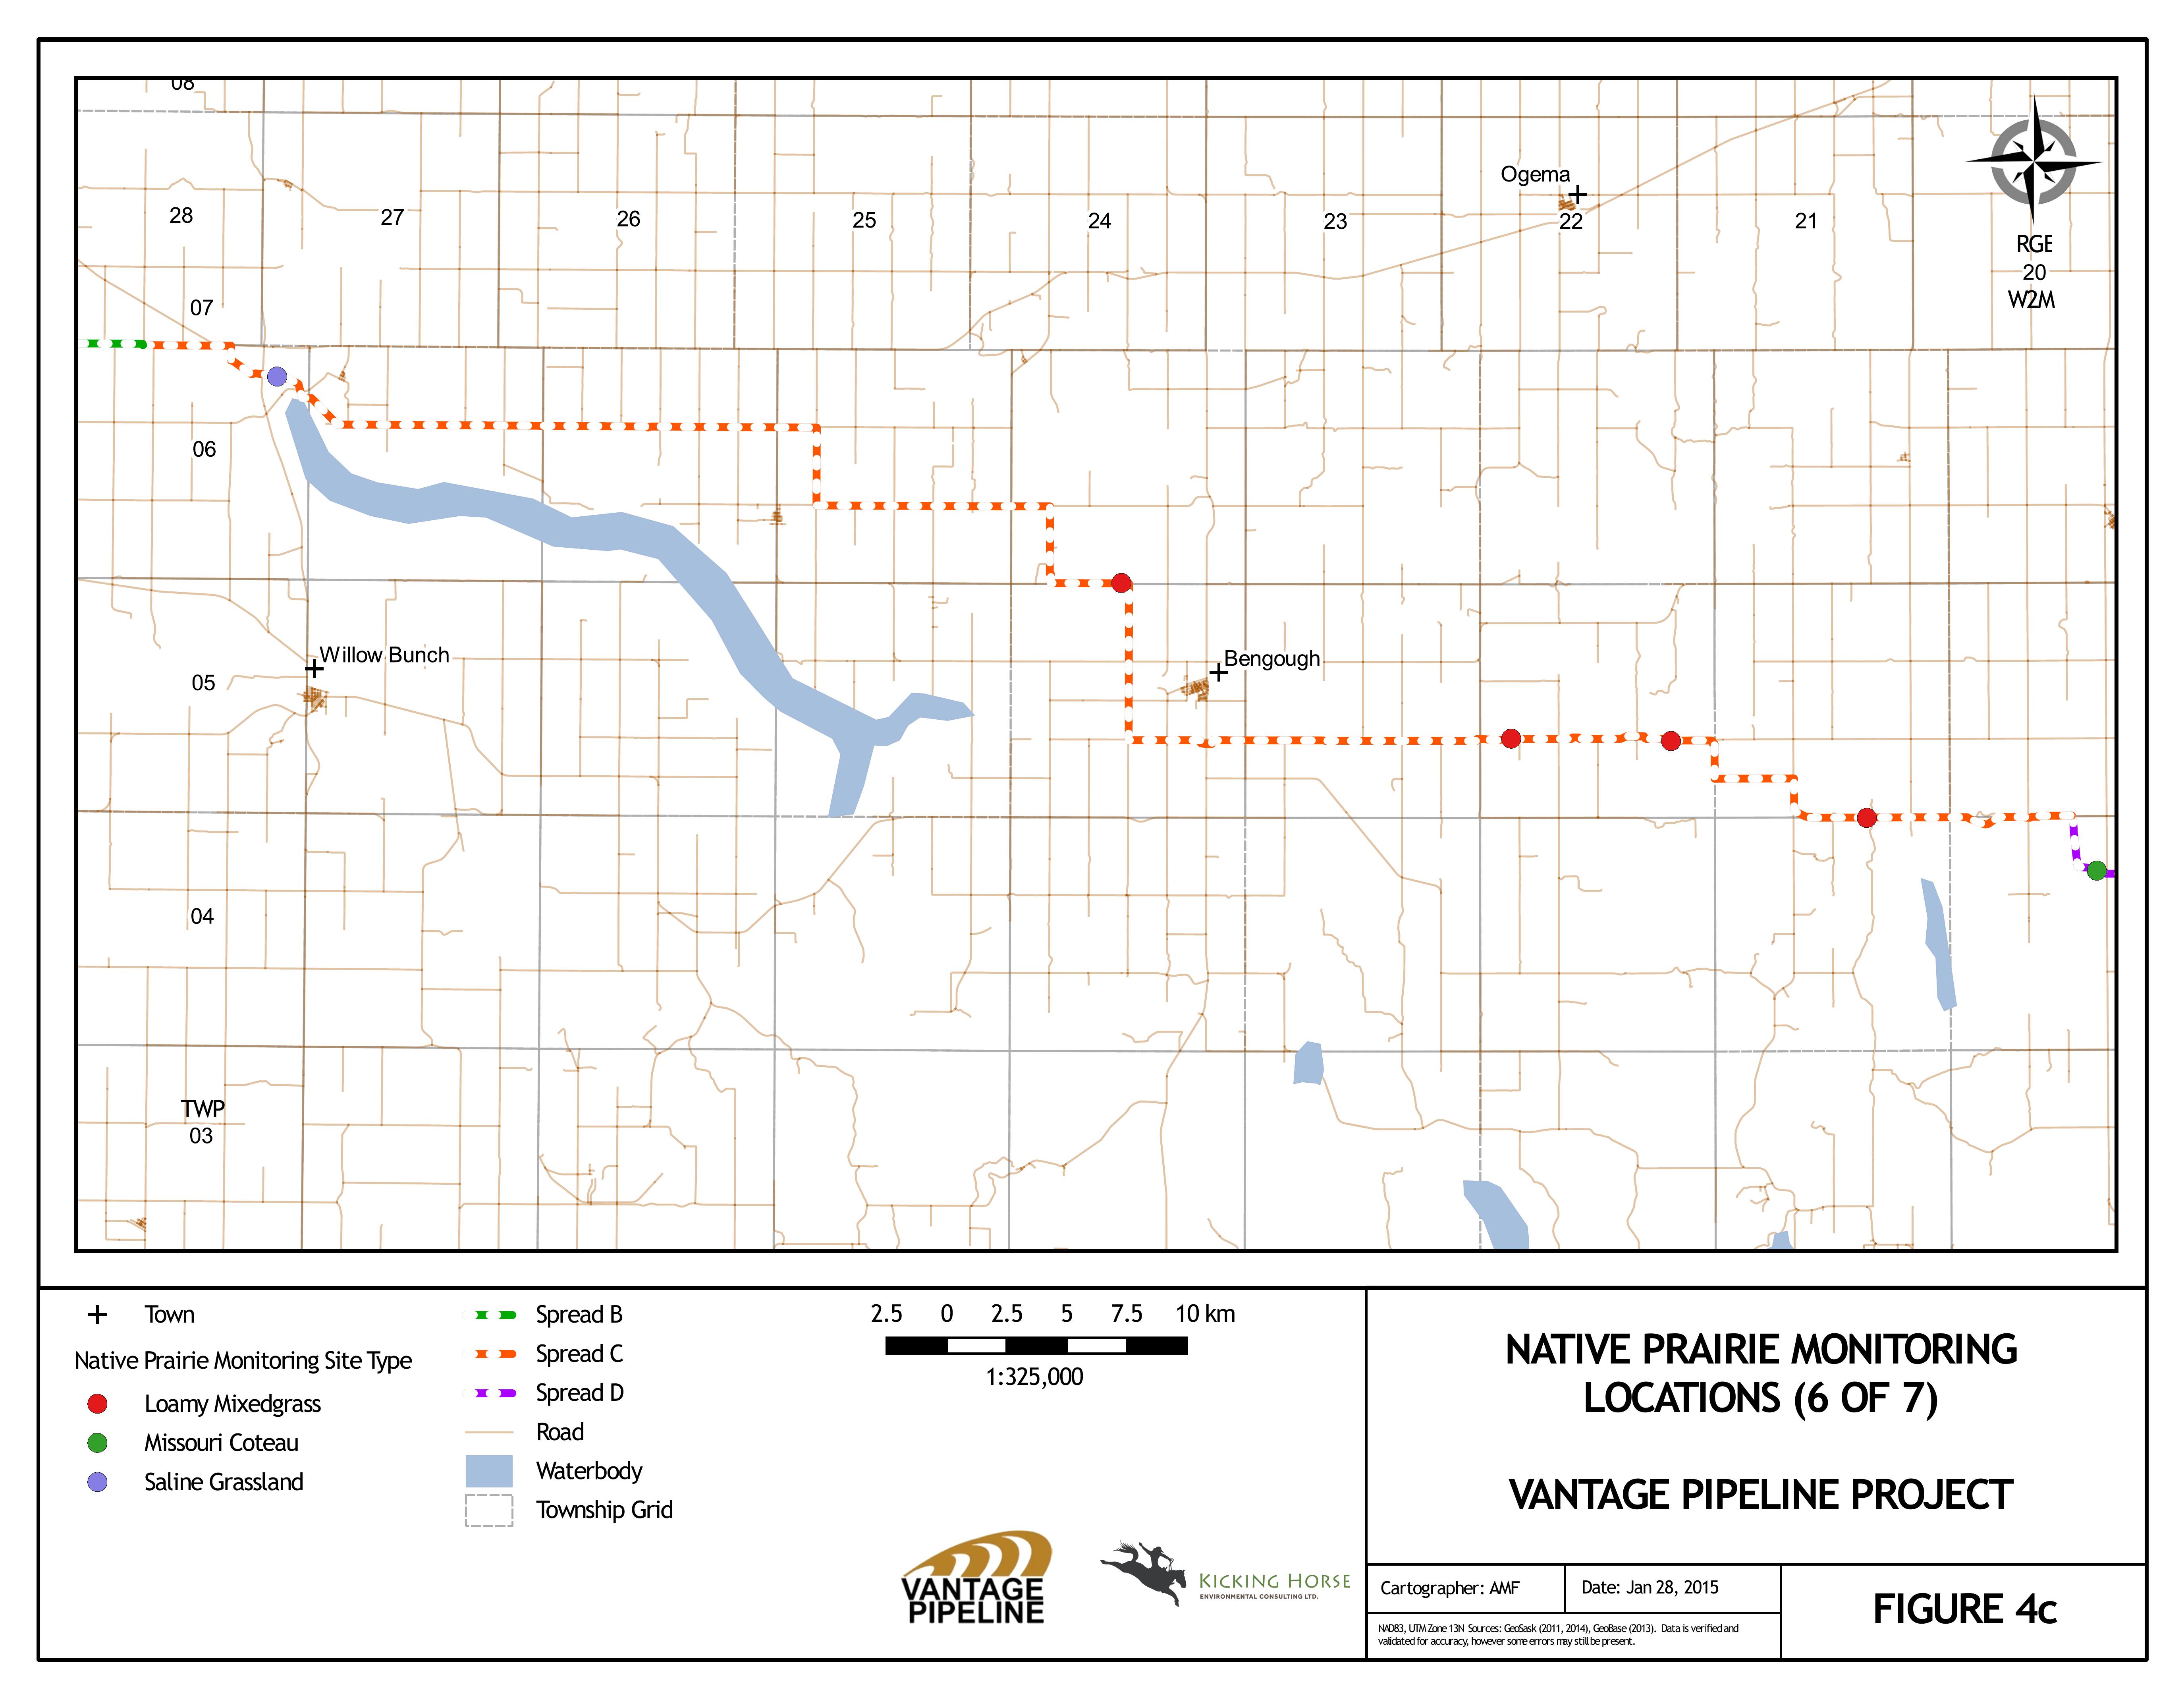 08
Ogema
28 27 26 25 24 23 22 21
RGE
20
W2M
07
06
Willow Bunch
Bengough
05
04
TWP
03
Town
Native Prairie Monitoring Site Type
Loamy Mixedgrass
Missouri Coteau
Saline Grassland
Spread B
Spread C
Spread D
Road
Waterbody
Township Grid
2.5 0 2.5 5 7.5 10 km
1:325,000
VANTAGE
PIPELINE
KICKING HORSE
ENVIRONMENTAL CONSULTING LTD.
NATIVE PRAIRIE MONITORING
LOCATIONS (6 OF 7)
VANTAGE PIPELINE PROJECT
Cartographer: AMF
Date: Jan 28, 2015
NAD83, UTM Zone 13N Sources: GeoSask (2011, 2014), GeoBase (2013). Data is verified and
validated for accuracy, however some errors may still be present.
FIGURE 4c